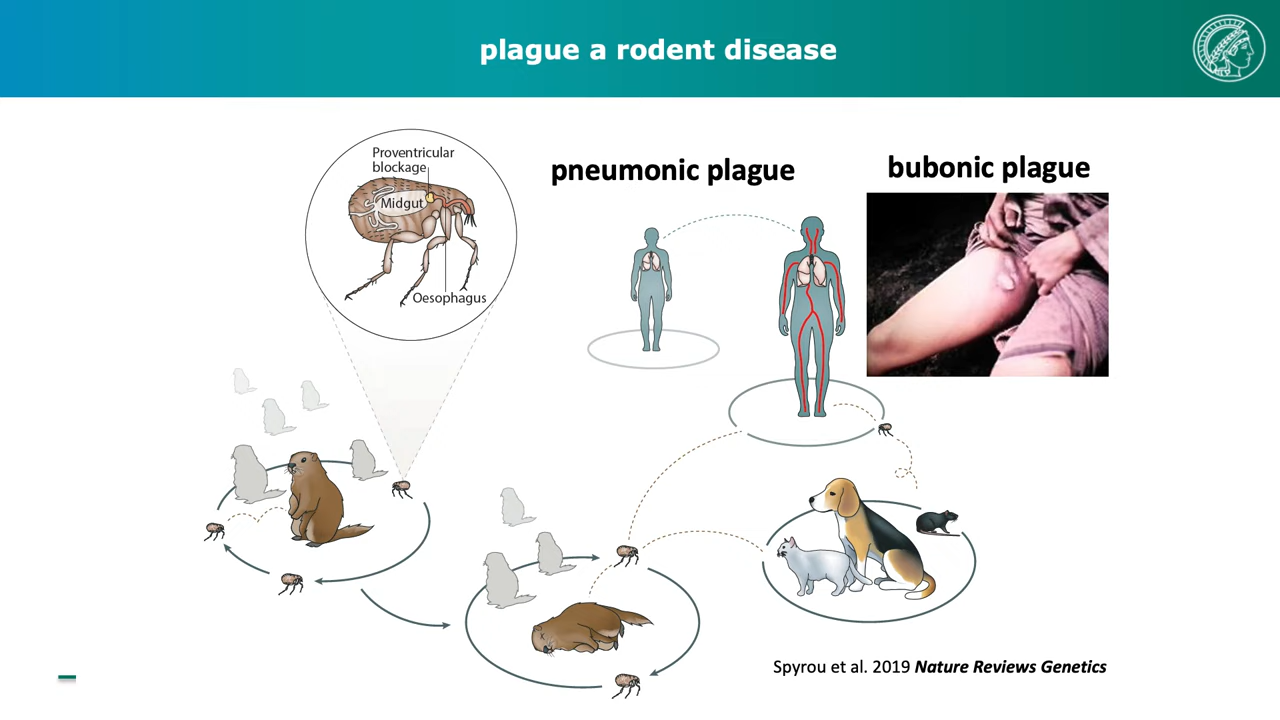 plague a rodent disease
Proventricular
blockage
Midgut
Oesophagus
pneumonic plague
bubonic plague
Spyrou et al. 2019 Nature Reviews Genetics